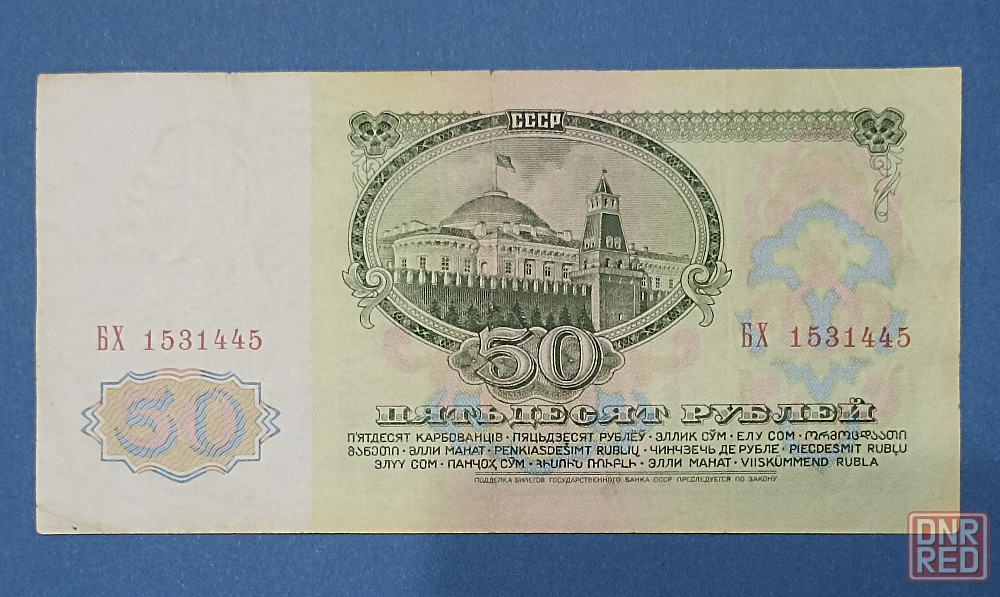 СССР
БХ 1531445
БХ 1531445
50
50
ПЯТЬДЕСЯТ РУБЛЕЙ
П'ЯТДЕСЯТ КАРБОВАНЦІВ · ПЯЦЬДЗЕСЯТ РУБЛЁЎ · ЭЛЛИК СЎМ · ЕЛУ СОМ · ᲝᲠᲛᲝᲪᲓᲐᲐᲗᲘ
ᲛᲐᲜᲔᲗᲘ · ӘЛЛИ МАНАТ · PENKIASDEŠIMT RUBLIŲ · ЧИНЧЗЕЧЬ ДЕ РУБЛЕ · PIECDESMIT RUBĻU
ЭЛҮҮ СОМ · ПАНҶОҲ СЎМ · ՀԻՍՈՒՆ ՌՈՒԲԼԻ · ЭЛЛИ МАНАТ · VIISKÜMMEND RUBLA
ПОДДЕЛКА БИЛЕТОВ ГОСУДАРСТВЕННОГО БАНКА СССР ПРЕСЛЕДУЕТСЯ ПО ЗАКОНУ
DNR
RED